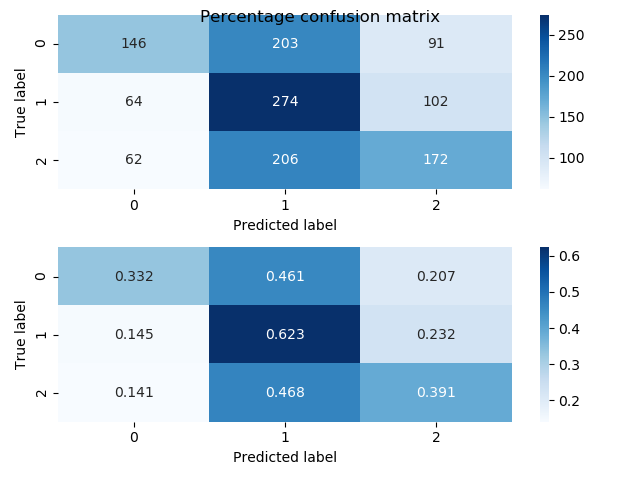 Percentage confusion matrix
True label
0 146 203 91
1 64 274 102
2 62 206 172
0 1 2
Predicted label
250
200
150
100
True label
0 0.332 0.461 0.207
1 0.145 0.623 0.232
2 0.141 0.468 0.391
0 1 2
Predicted label
0.6
0.5
0.4
0.3
0.2